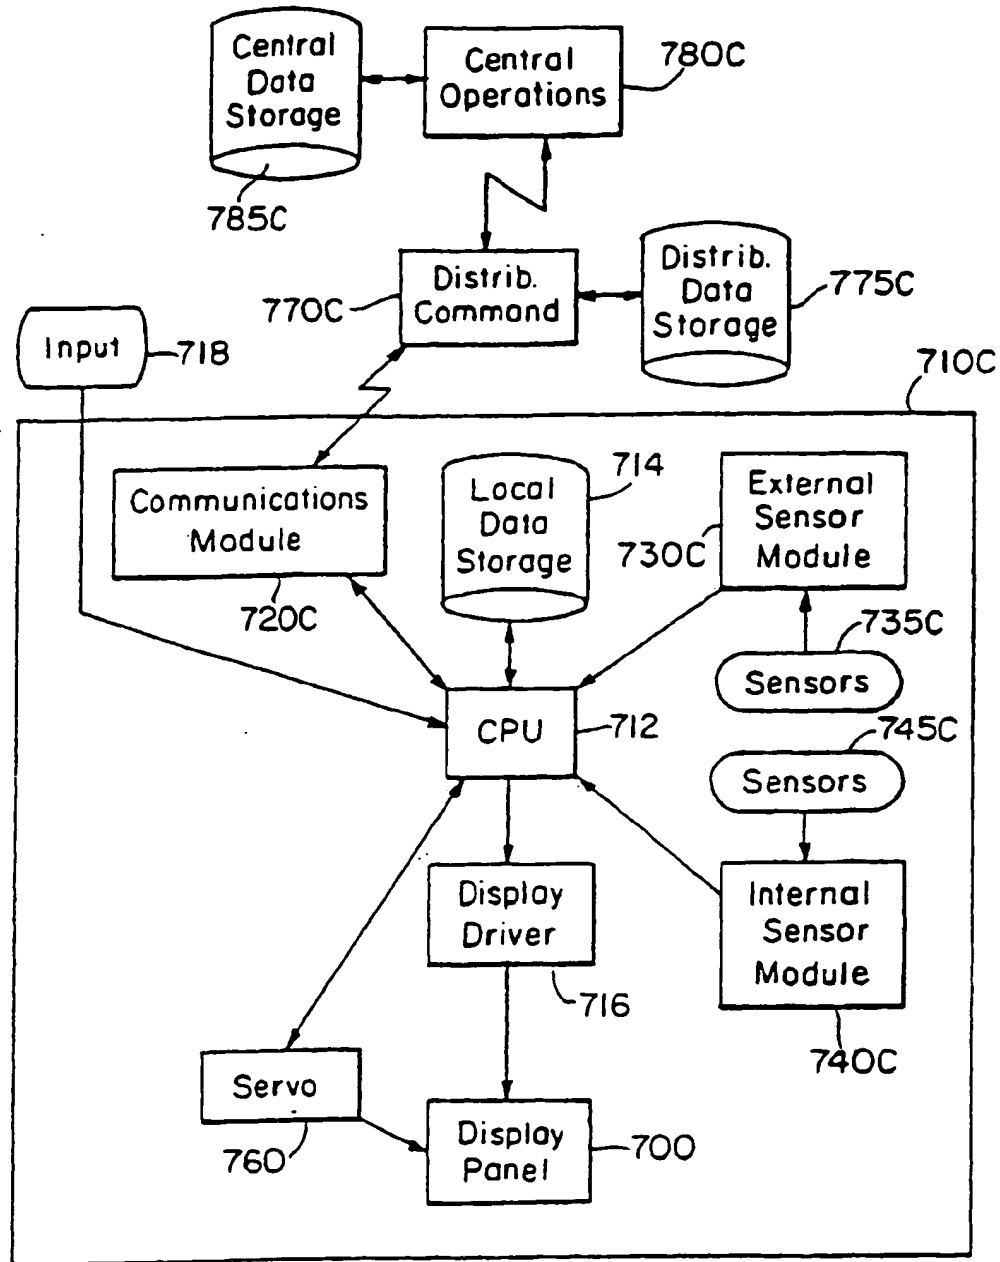 Central
Data
Storage
785C
Central
Operations
780C
Distrib.
Command
770C
Distrib.
Data
Storage
775C
Input
718
710C
Communications
Module
720C
Local
Data
Storage
714
External
Sensor
Module
730C
Sensors
735C
CPU
712
Sensors
745C
Display
Driver
716
Internal
Sensor
Module
740C
Servo
760
Display
Panel
700